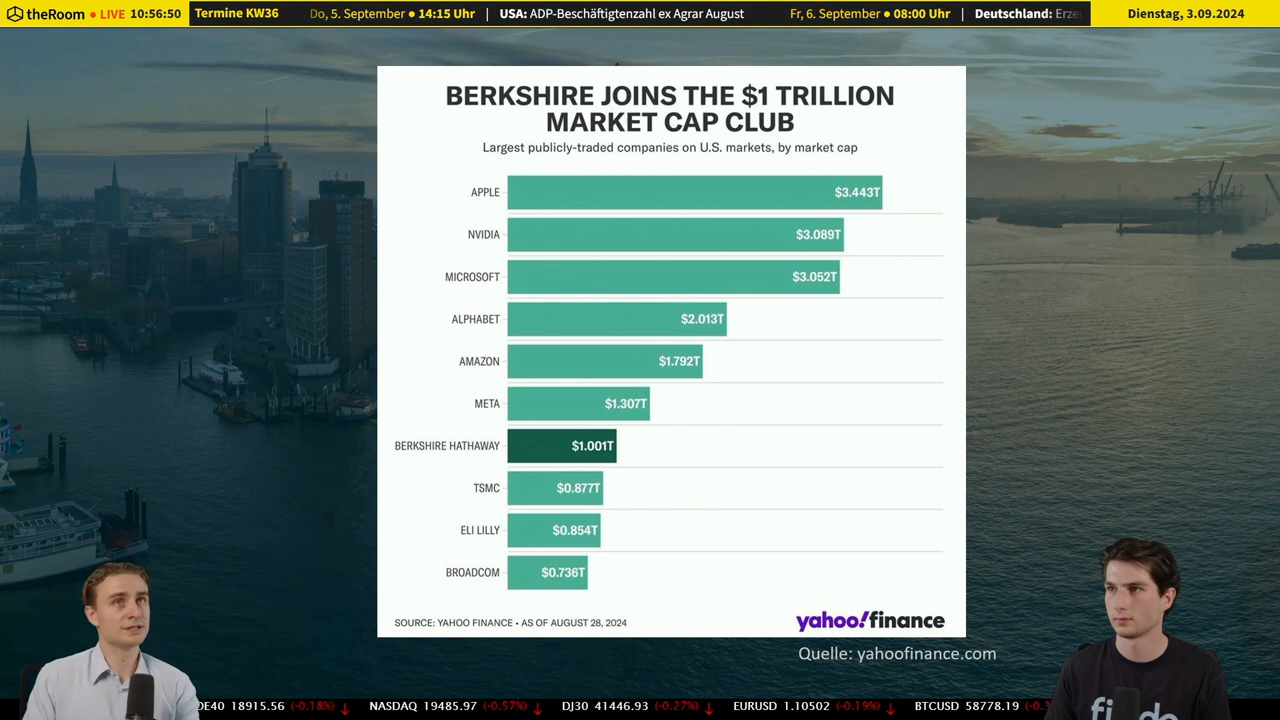 theRoom ● LIVE 10:56:50 Termine KW36 Do, 5. September ● 14:15 Uhr | USA: ADP-Beschäftigtenzahl ex Agrar August Fr, 6. September ● 08:00 Uhr | Deutschland: Dienstag, 3.09.2024
BERKSHIRE JOINS THE $1 TRILLION
MARKET CAP CLUB
Largest publicly-traded companies on U.S. markets, by market cap
APPLE $3.443T
NVIDIA $3.089T
MICROSOFT $3.052T
ALPHABET $2.013T
AMAZON $1.792T
META $1.307T
BERKSHIRE HATHAWAY $1.001T
TSMC $0.877T
ELI LILLY $0.854T
BROADCOM $0.736T
SOURCE: YAHOO FINANCE • AS OF AUGUST 28, 2024
yahoo!finance
Quelle: yahoofinance.com
DE40 18915.56 (-0.18%) NASDAQ 19485.97 (-0.57%) DJ30 41446.93 (-0.27%) EURUSD 1.10502 (-0.19%) BTCUSD 58778.19